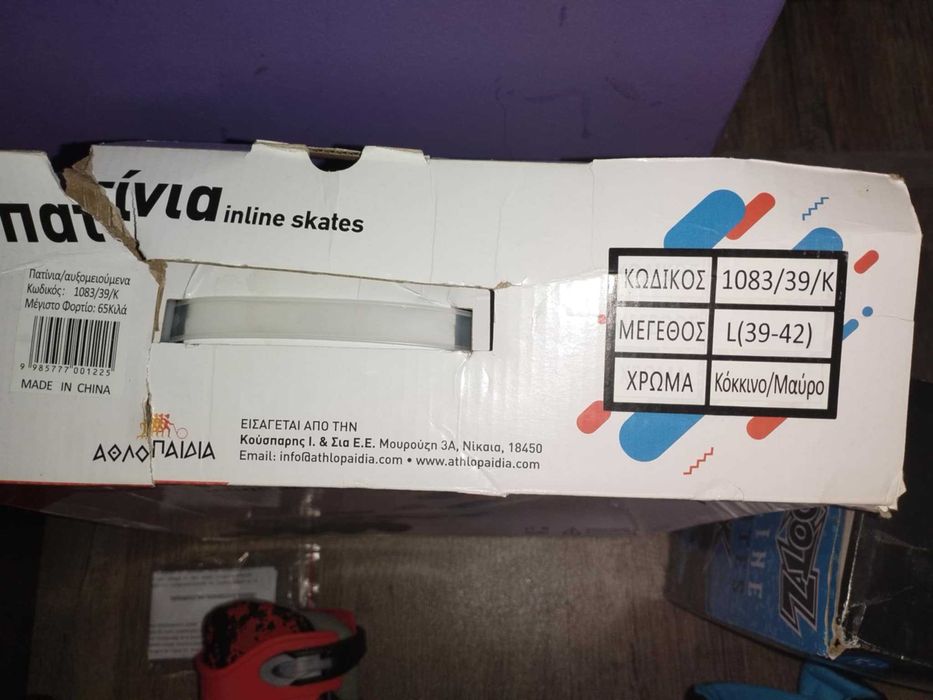 πατίνια inline skates
Πατίνια/αυξομειούμενα
Κωδικός: 1083/39/Κ
Μέγιστο Φορτίο: 65Κιλά
9 985777 001225
MADE IN CHINA
ΑΘΛΟΠΑΙΔΙΑ
ΕΙΣΑΓΕΤΑΙ ΑΠΟ ΤΗΝ
Κούσπαρης Ι. & Σια Ε.Ε. Μουρούζη 3Α, Νίκαια, 18450
Email: info@athlopaidia.com • www.athlopaidia.com
ΚΩΔΙΚΟΣ 1083/39/Κ
ΜΕΓΕΘΟΣ L(39-42)
ΧΡΩΜΑ Κόκκινο/Μαύρο